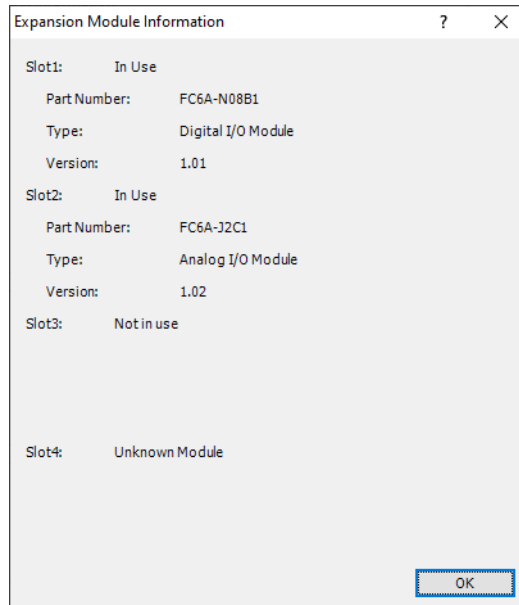 Expansion Module Information ? ×
Slot1: In Use
Part Number: FC6A-N08B1
Type: Digital I/O Module
Version: 1.01
Slot2: In Use
Part Number: FC6A-J2C1
Type: Analog I/O Module
Version: 1.02
Slot3: Not in use
Slot4: Unknown Module
OK